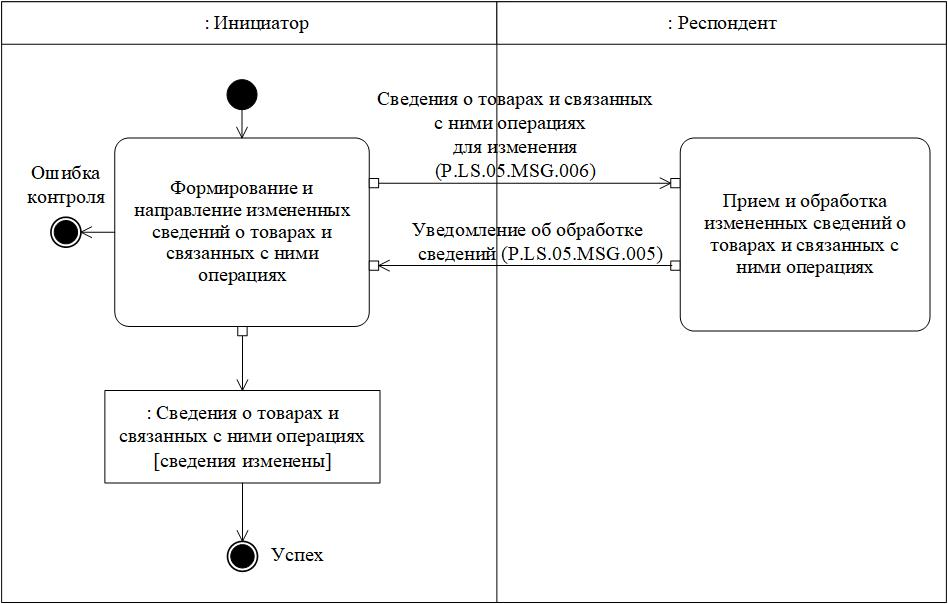 : Инициатор
: Респондент
Сведения о товарах и связанных
с ними операциях
для изменения
(P.LS.05.MSG.006)
Ошибка
контроля
Формирование и
направление измененных
сведений о товарах и
связанных с ними
операциях
Прием и обработка
измененных сведений о
товарах и связанных с
ними операциях
Уведомление об обработке
сведений (P.LS.05.MSG.005)
: Сведения о товарах и
связанных с ними операциях
[сведения изменены]
Успех